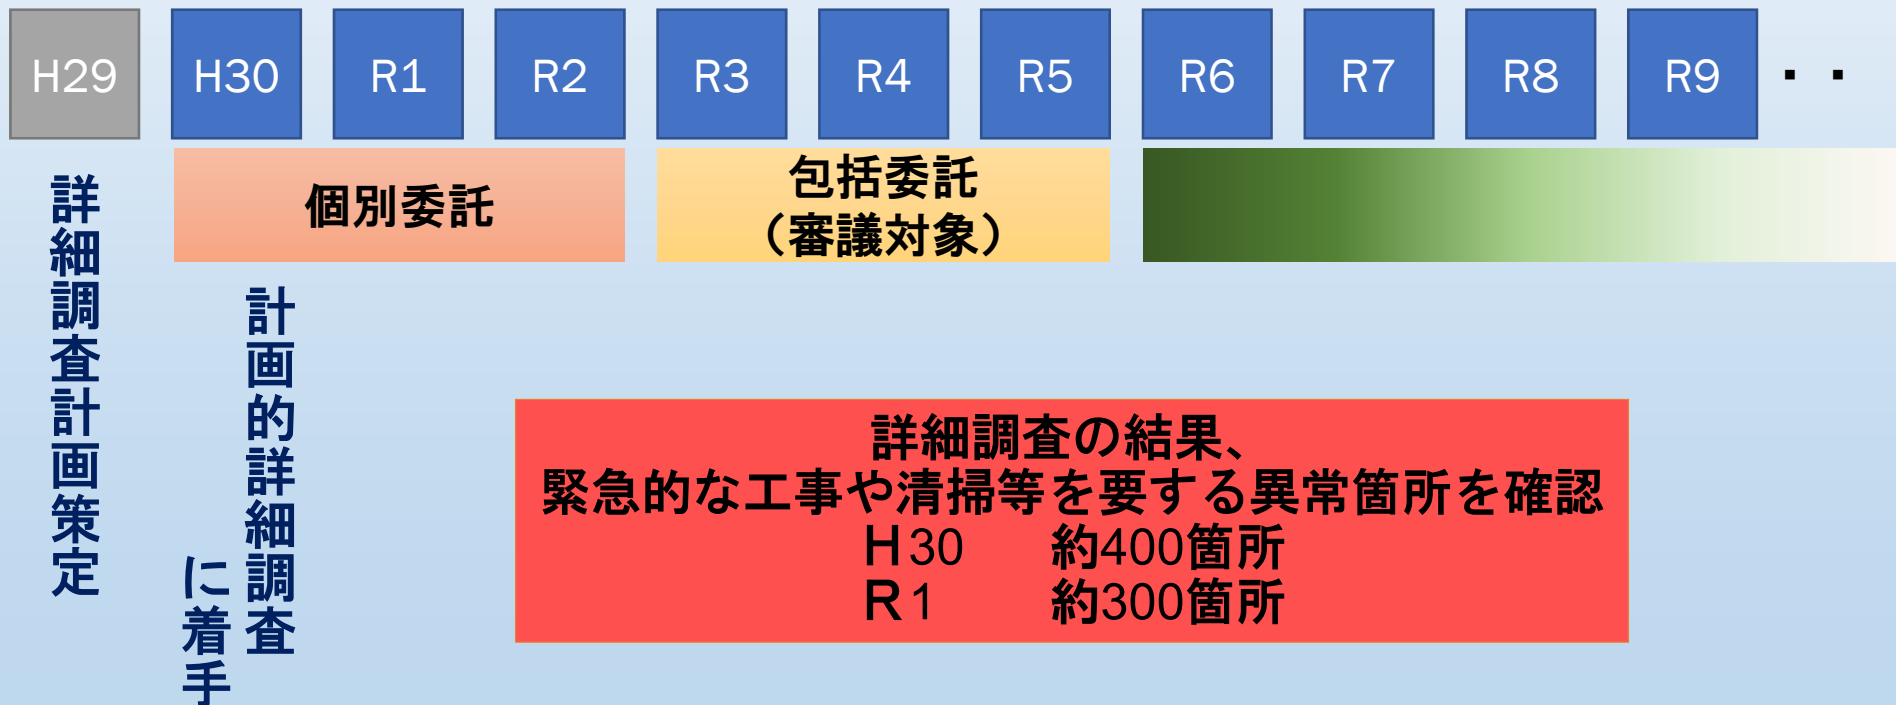 H29 H30 R1 R2 R3 R4 R5 R6 R7 R8 R9 ・・
個別委託
包括委託
（審議対象）
詳細調査計画策定
計画的詳細調査
に着手
詳細調査の結果、
緊急的な工事や清掃等を要する異常箇所を確認
Ｈ30 約400箇所
Ｒ1 約300箇所